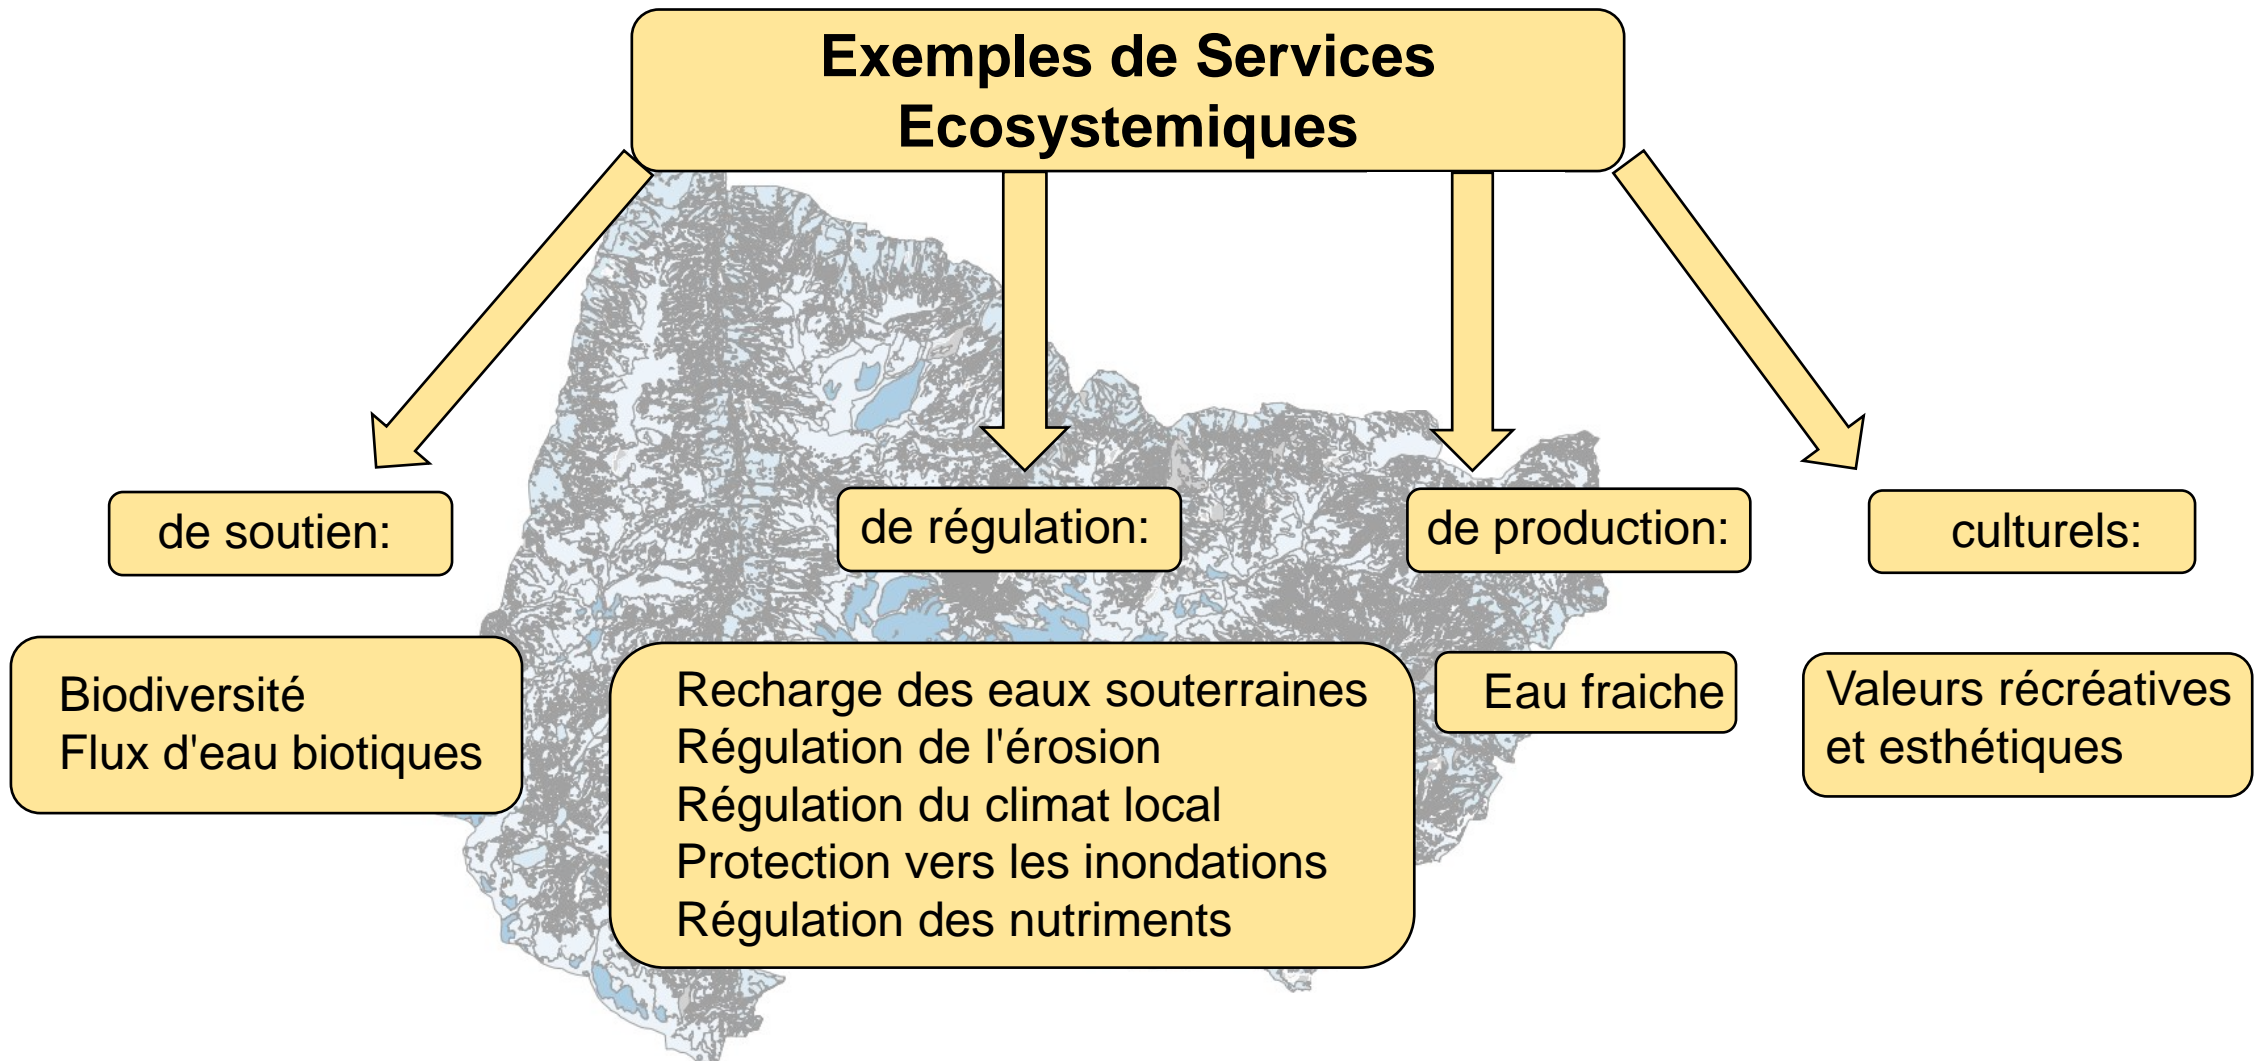 Exemples de Services
Ecosystemiques
de soutien:
de régulation:
de production:
culturels:
Biodiversité
Flux d'eau biotiques
Recharge des eaux souterraines
Régulation de l'érosion
Régulation du climat local
Protection vers les inondations
Régulation des nutriments
Eau fraiche
Valeurs récréatives
et esthétiques